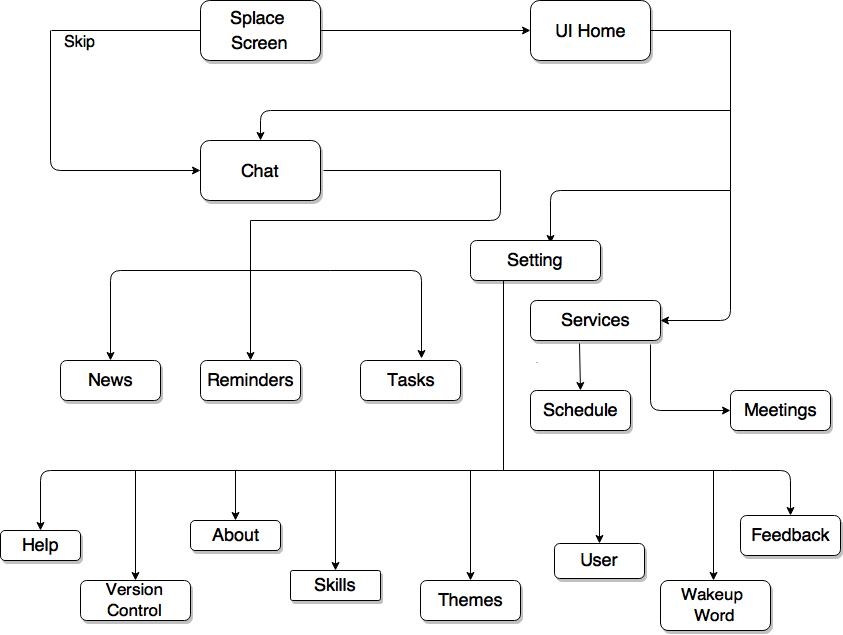 Splace
Screen
UI Home
Skip
Chat
Setting
Services
News
Reminders
Tasks
Schedule
Meetings
Help
Version
Control
About
Skills
Themes
User
Wakeup
Word
Feedback